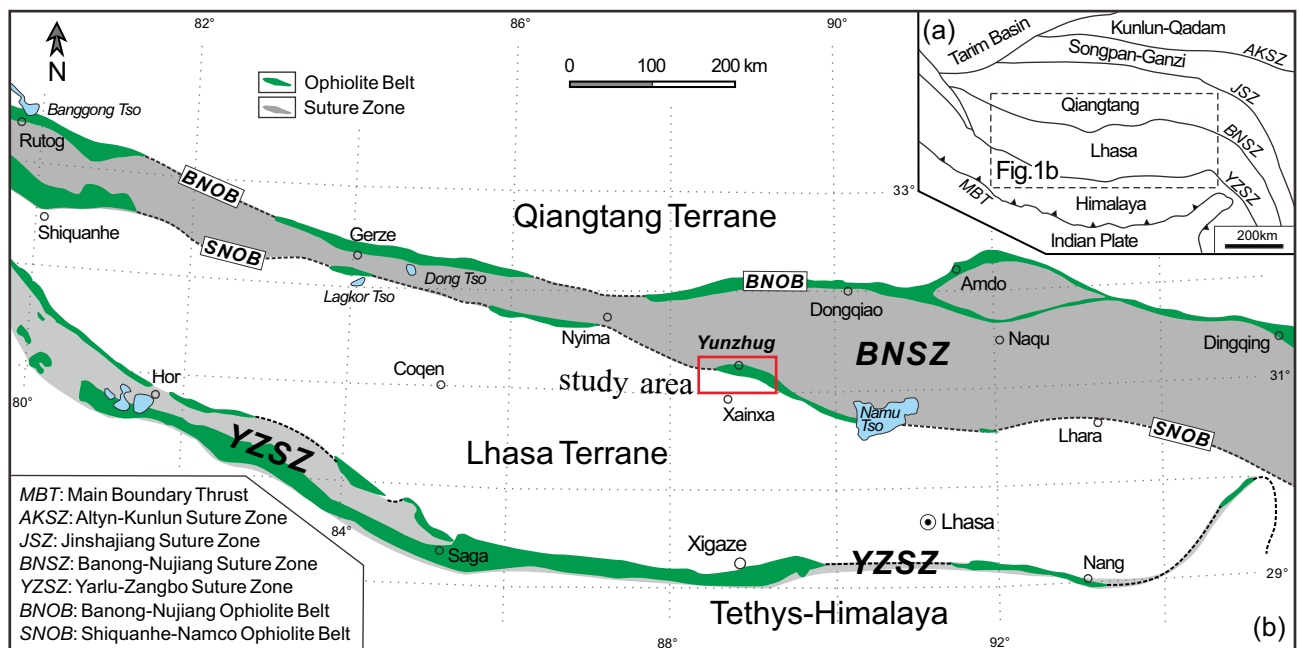 82°
86°
90°
(a)
Tarim Basin
Kunlun-Qadam
AKSZ
Songpan-Ganzi
JSZ
Qiangtang
BNSZ
Lhasa
Fig.1b
YZSZ
MBT
Himalaya
Indian Plate
200km
N
Ophiolite Belt
Suture Zone
0 100 200 km
Banggong Tso
Rutog
BNOB
33°
Qiangtang Terrane
Shiquanhe
SNOB
Gerze
Dong Tso
Lagkor Tso
BNOB
Amdo
Dongqiao
Nyima
Yunzhug
BNSZ
Naqu
Dingqing
study area
31°
Coqen
Hor
80°
Xainxa
Namu
Tso
Lhara
SNOB
YZSZ
Lhasa Terrane
84°
Lhasa
Saga
Xigaze
YZSZ
Nang
29°
Tethys-Himalaya
88°
92°
(b)
MBT: Main Boundary Thrust
AKSZ: Altyn-Kunlun Suture Zone
JSZ: Jinshajiang Suture Zone
BNSZ: Banong-Nujiang Suture Zone
YZSZ: Yarlu-Zangbo Suture Zone
BNOB: Banong-Nujiang Ophiolite Belt
SNOB: Shiquanhe-Namco Ophiolite Belt